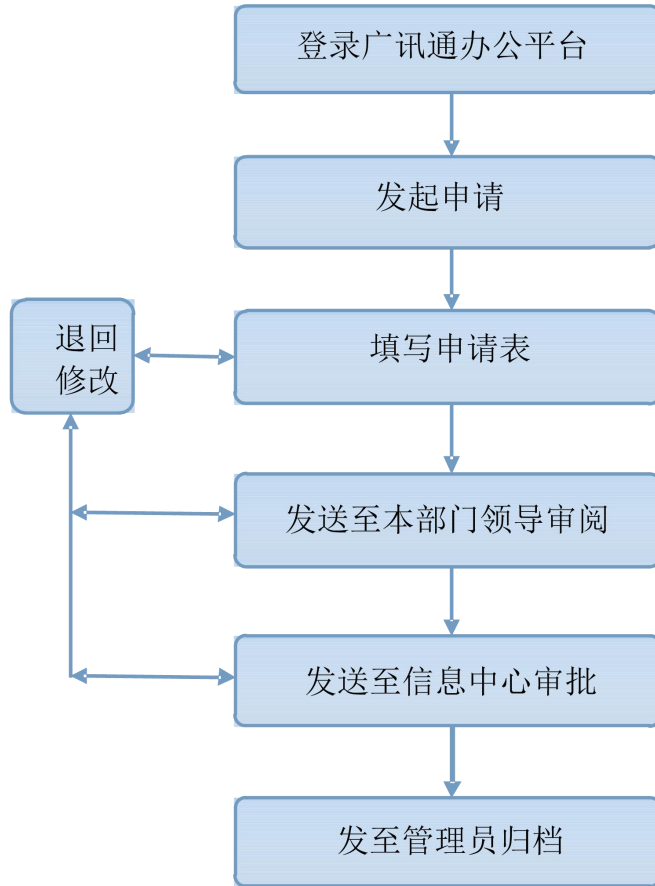 登录广讯通办公平台
发起申请
退回
修改
填写申请表
发送至本部门领导审阅
发送至信息中心审批
发至管理员归档